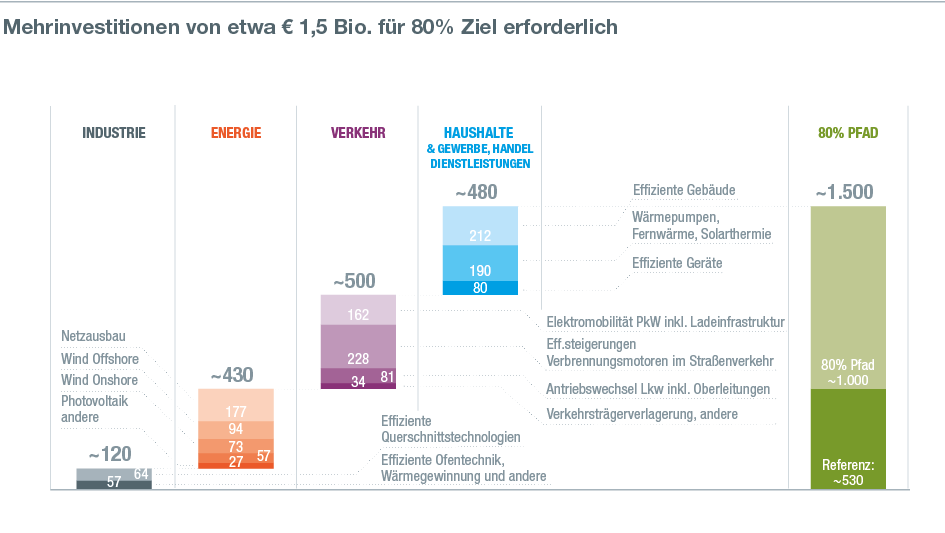 Mehrinvestitionen von etwa € 1,5 Bio. für 80% Ziel erforderlich
INDUSTRIE
ENERGIE
VERKEHR
HAUSHALTE
& GEWERBE, HANDEL
DIENSTLEISTUNGEN
80% PFAD
~120
64
57
~430
177
94
73
57
27
~500
162
228
81
34
~480
212
190
80
~1.500
80% Pfad
~1.000
Referenz:
~530
Netzausbau
Wind Offshore
Wind Onshore
Photovoltaik
andere
Effiziente
Querschnittstechnologien
Effiziente Ofentechnik,
Wärmegewinnung und andere
Effiziente Gebäude
Wärmepumpen,
Fernwärme, Solarthermie
Effiziente Geräte
Elektromobilität PkW inkl. Ladeinfrastruktur
Eff.steigerungen
Verbrennungsmotoren im Straßenverkehr
Antriebswechsel Lkw inkl. Oberleitungen
Verkehrsträgerverlagerung, andere